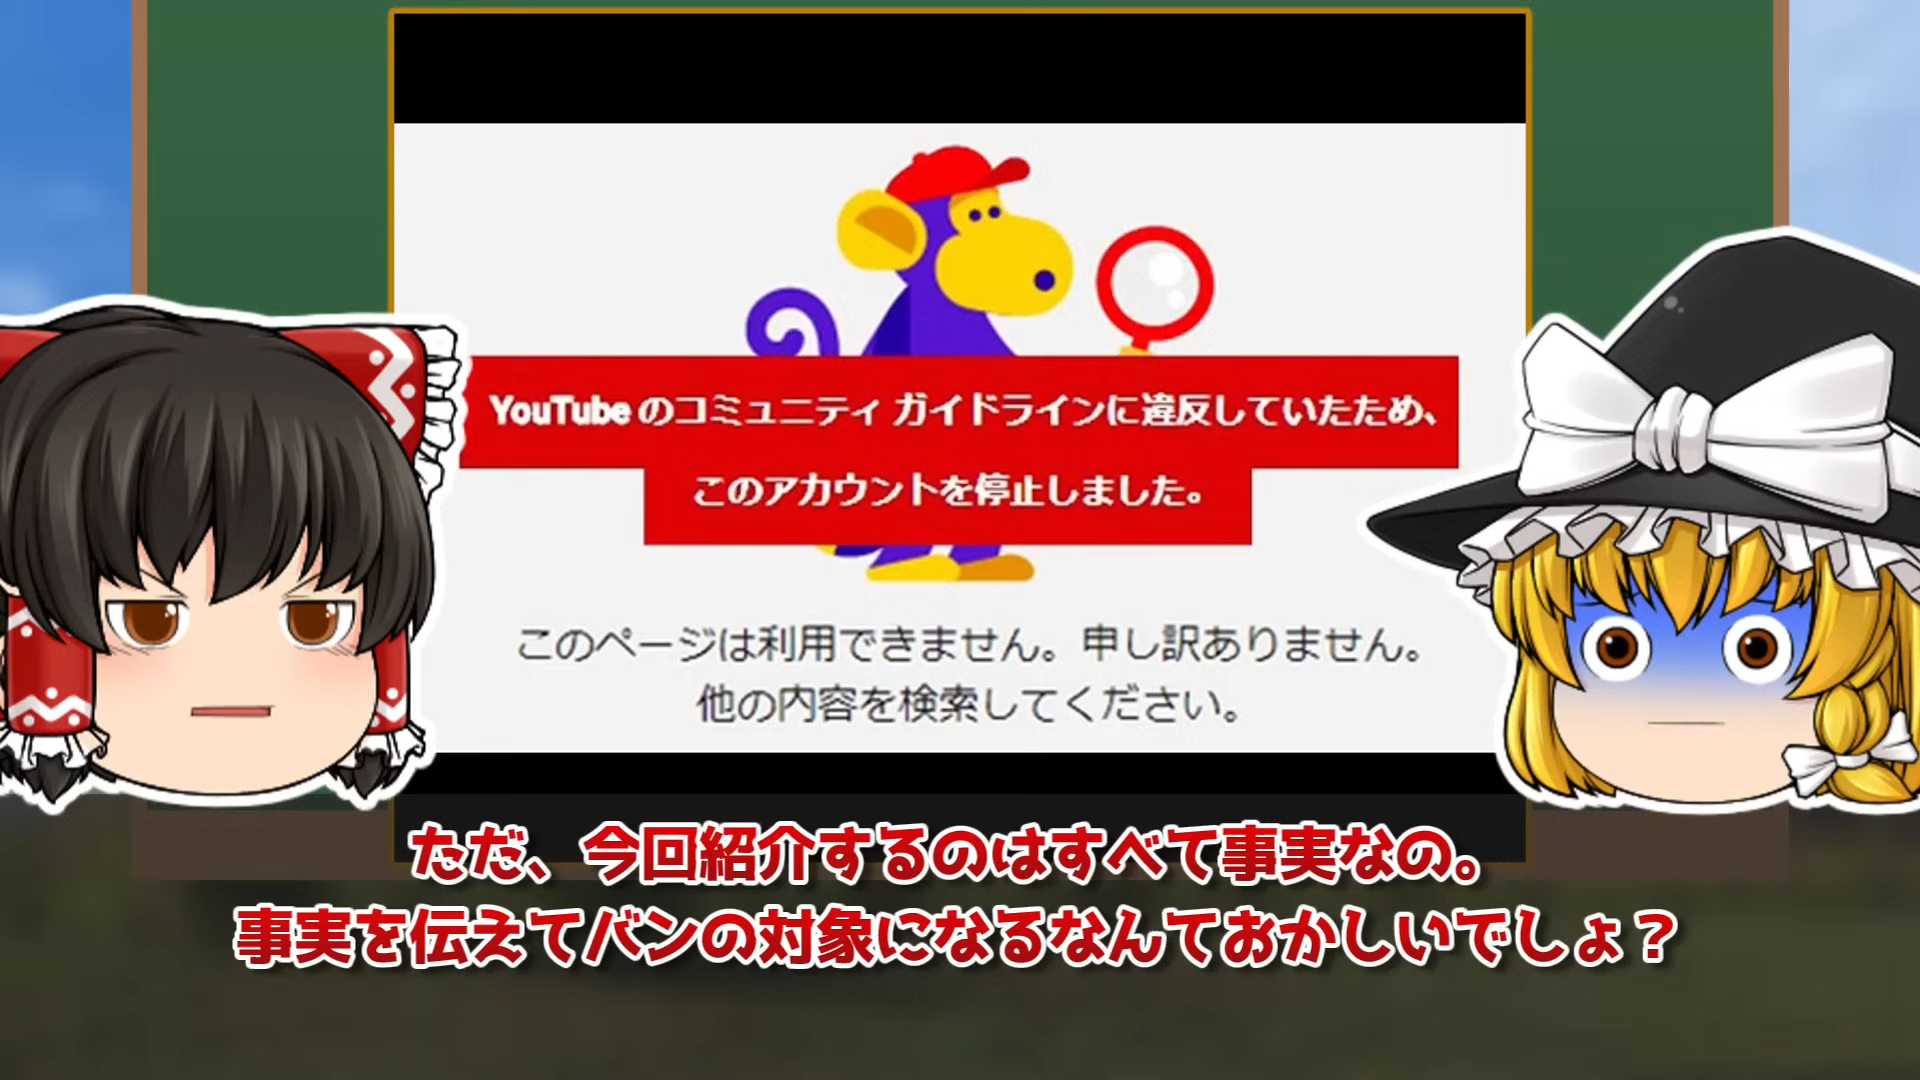 YouTube のコミュニティ ガイドラインに違反していたため、
このアカウントを停止しました。
このページは利用できません。申し訳ありません。
他の内容を検索してください。
ただ、今回紹介するのはすべて事実なの。
事実を伝えてバンの対象になるなんておかしいでしょ？